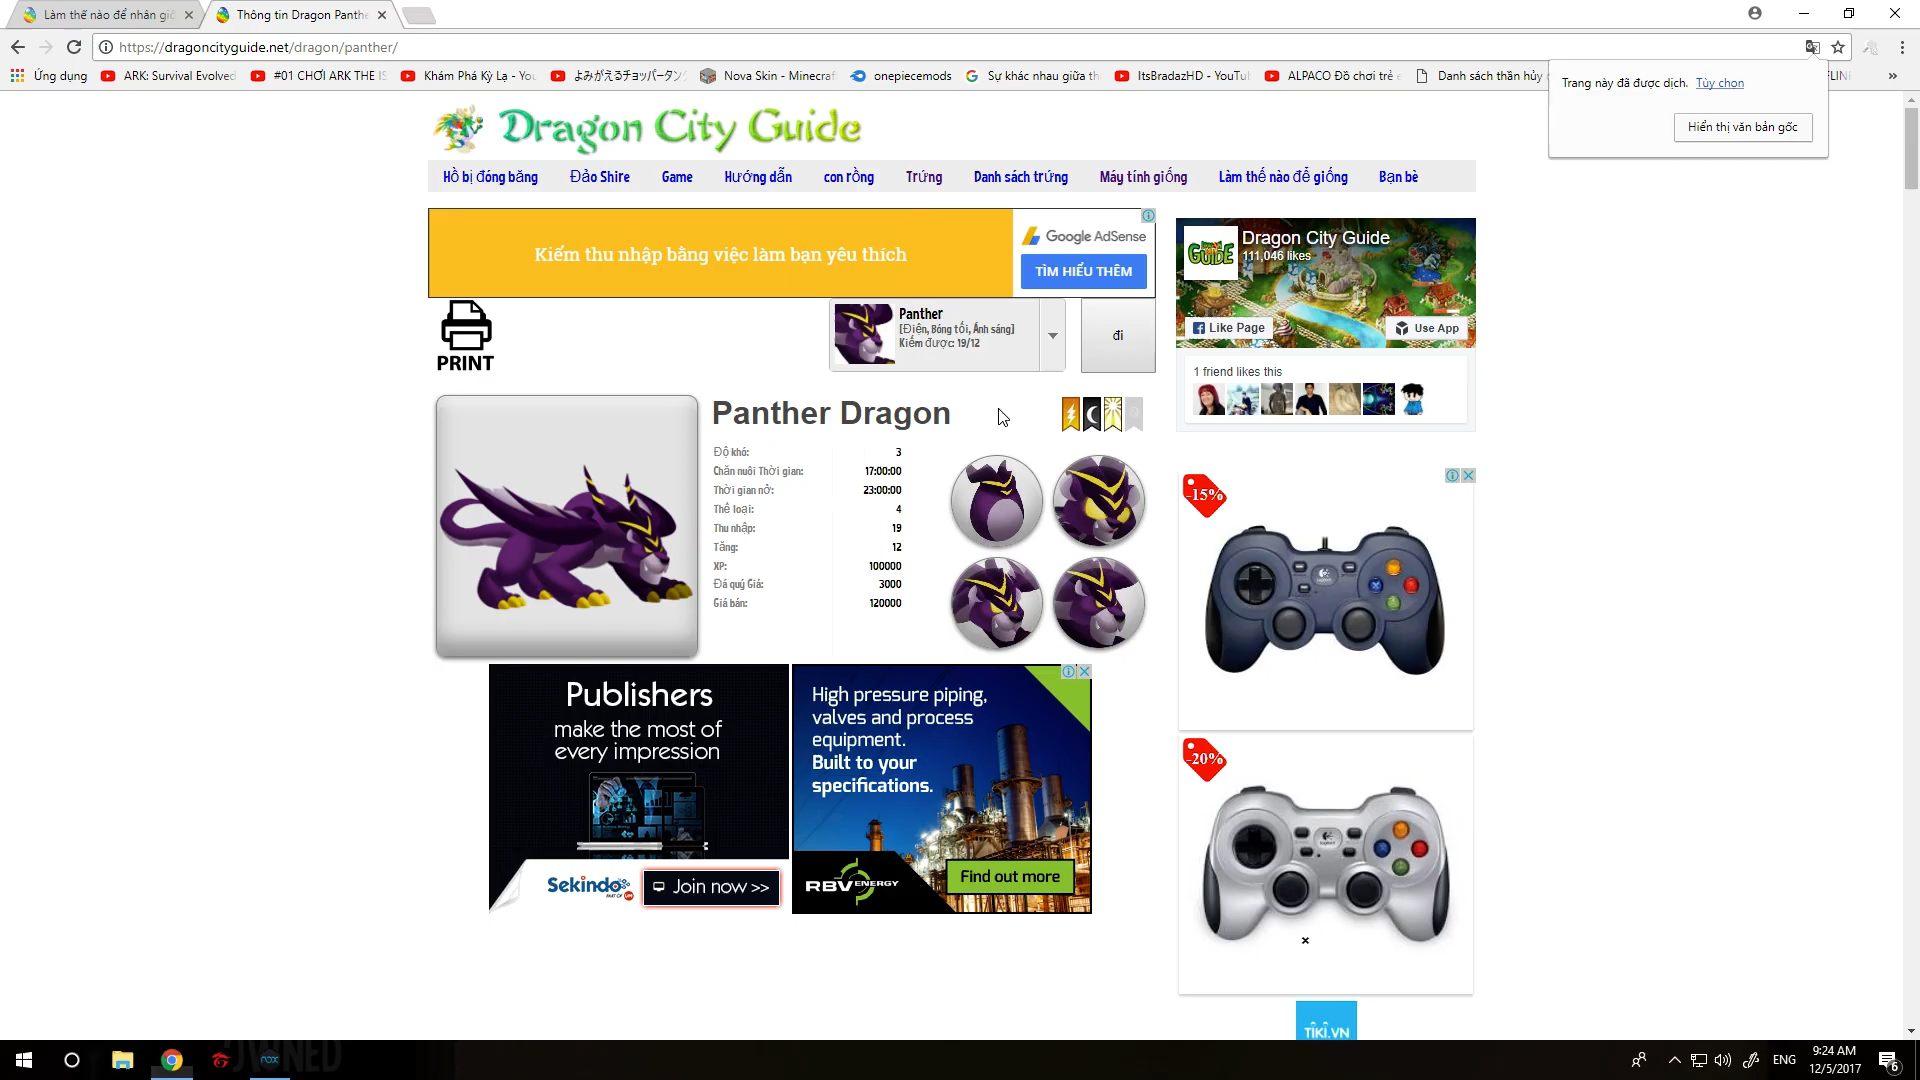 Làm thế nào để nhân giố
Thông tin Dragon Panthe
https://dragoncityguide.net/dragon/panther/
Ứng dụng
ARK: Survival Evolved
#01 CHƠI ARK THE IS
Khám Phá Kỳ Lạ - You
よみがえるチョッパータン
Nova Skin - Minecraf
onepiecemods
Sự khác nhau giữa th
ItsBradazHD - YouTu
ALPACO Đồ chơi trẻ e
Danh sách thần hủy
FLINI
»
Trang này đã được dịch. Tùy chọn
Hiển thị văn bản gốc
Dragon City Guide
Hồ bị đóng băng
Đảo Shire
Game
Hướng dẫn
con rồng
Trứng
Danh sách trứng
Máy tính giống
Làm thế nào để giống
Bạn bè
Kiếm thu nhập bằng việc làm bạn yêu thích
Google AdSense
TÌM HIỂU THÊM
Dragon City Guide
111,046 likes
GUIDE
Like Page
Use App
1 friend likes this
PRINT
Panther
[Điện, Bóng tối, Ánh sáng]
Kiếm được: 19/12
đi
Panther Dragon
Độ khó: 3
Chăn nuôi Thời gian: 17:00:00
Thời gian nở: 23:00:00
Thể loại: 4
Thu nhập: 19
Tăng: 12
XP: 100000
Đá quý Giá: 3000
Giá bán: 120000
-15%
-20%
Publishers
make the most of
every impression
Sekindo
PART OF
Join now >>
High pressure piping,
valves and process
equipment.
Built to your
specifications.
RBV ENERGY
Find out more
TIKI.VN
OWNED
nox
ENG
9:24 AM
12/5/2017
6